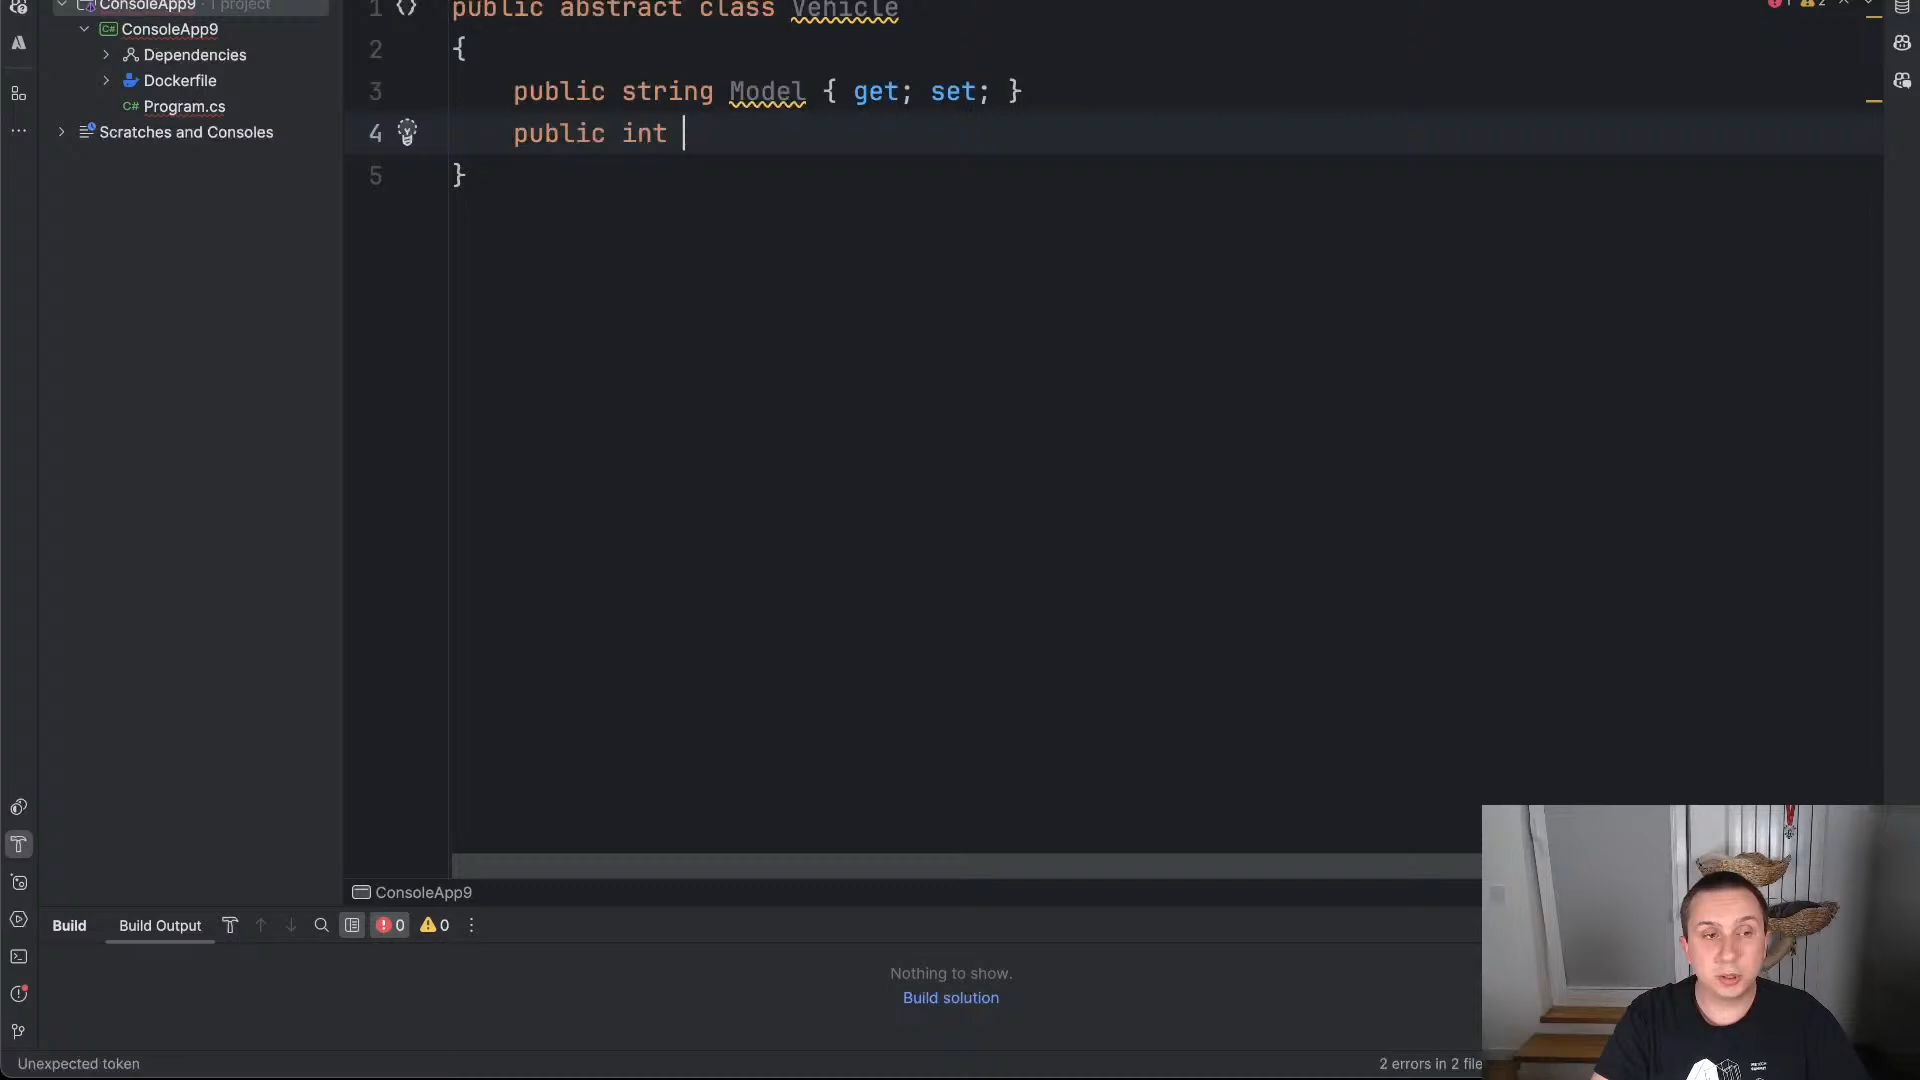 ConsoleApp9 · 1 project
ConsoleApp9
Dependencies
Dockerfile
C# Program.cs
Scratches and Consoles
1 public abstract class Vehicle
2 {
3 public string Model { get; set; }
4 public int
5 }
ConsoleApp9
Build Build Output 0 0
Nothing to show.
Build solution
Unexpected token
2 errors in 2 file